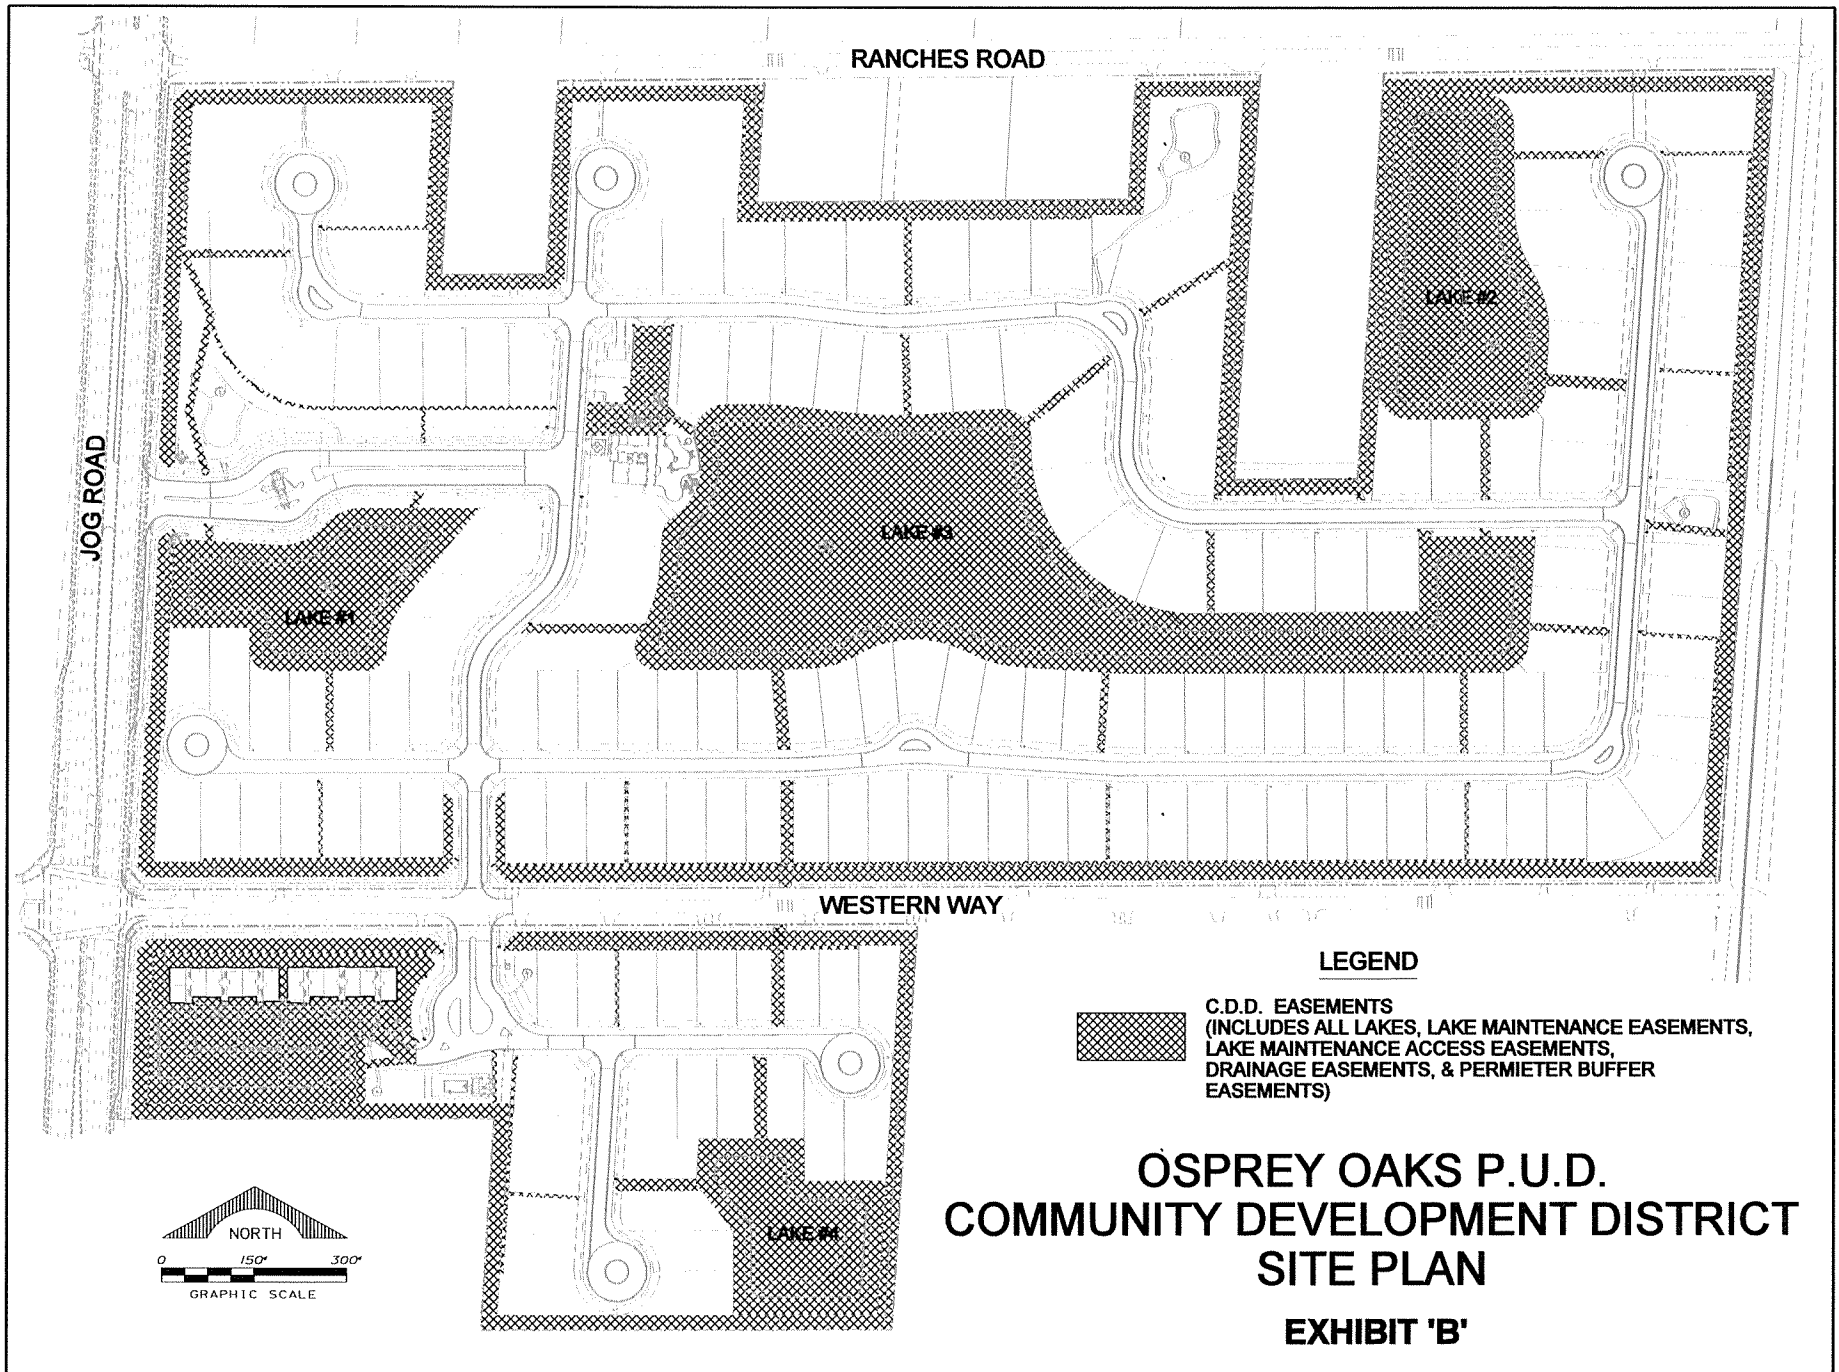 RANCHES ROAD
LAKE #2
JOG ROAD
LAKE #3
LAKE #1
WESTERN WAY
LEGEND
C.D.D. EASEMENTS
(INCLUDES ALL LAKES, LAKE MAINTENANCE EASEMENTS,
LAKE MAINTENANCE ACCESS EASEMENTS,
DRAINAGE EASEMENTS, & PERMIETER BUFFER
EASEMENTS)
LAKE #4
OSPREY OAKS P.U.D.
COMMUNITY DEVELOPMENT DISTRICT
SITE PLAN
EXHIBIT 'B'
NORTH
0 150' 300'
GRAPHIC SCALE